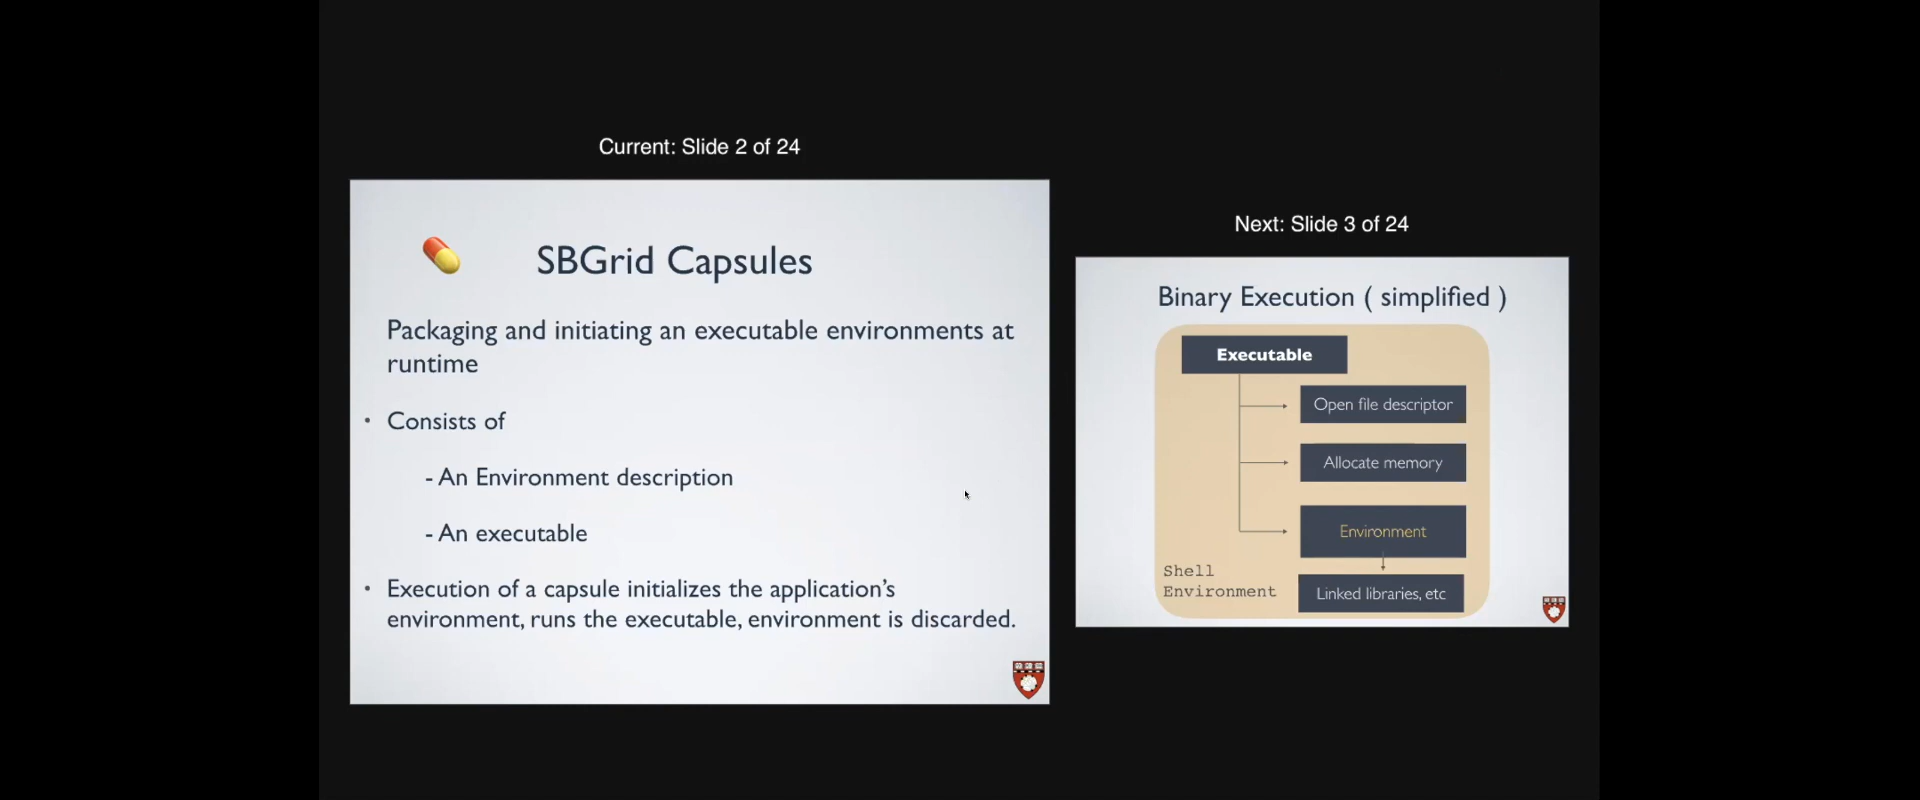 Current: Slide 2 of 24
SBGrid Capsules
Packaging and initiating an executable environments at
runtime
• Consists of
- An Environment description
- An executable
• Execution of a capsule initializes the application’s
environment, runs the executable, environment is discarded.
Next: Slide 3 of 24
Binary Execution ( simplified )
Executable
Open file descriptor
Allocate memory
Environment
Linked libraries, etc
Shell
Environment